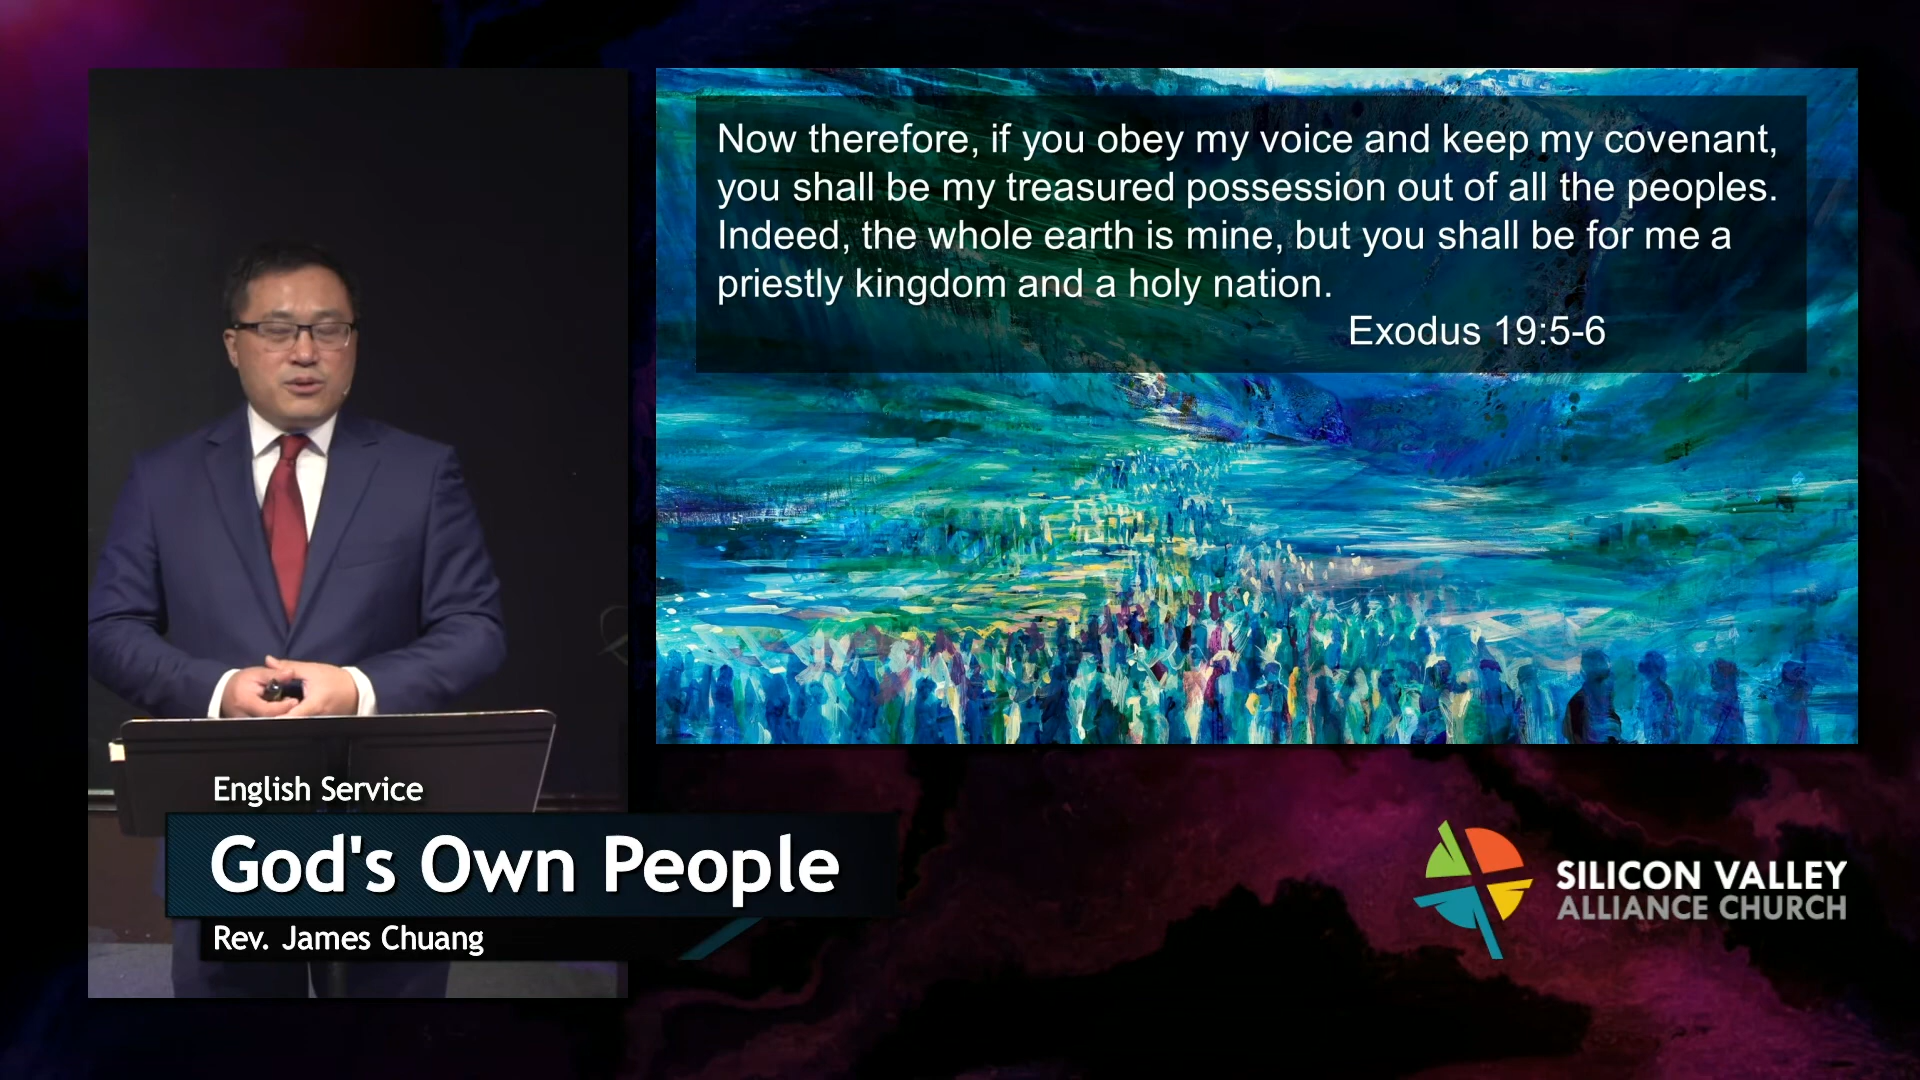 Now therefore, if you obey my voice and keep my covenant,
you shall be my treasured possession out of all the peoples.
Indeed, the whole earth is mine, but you shall be for me a
priestly kingdom and a holy nation.
Exodus 19:5-6
English Service
God's Own People
Rev. James Chuang
SILICON VALLEY
ALLIANCE CHURCH